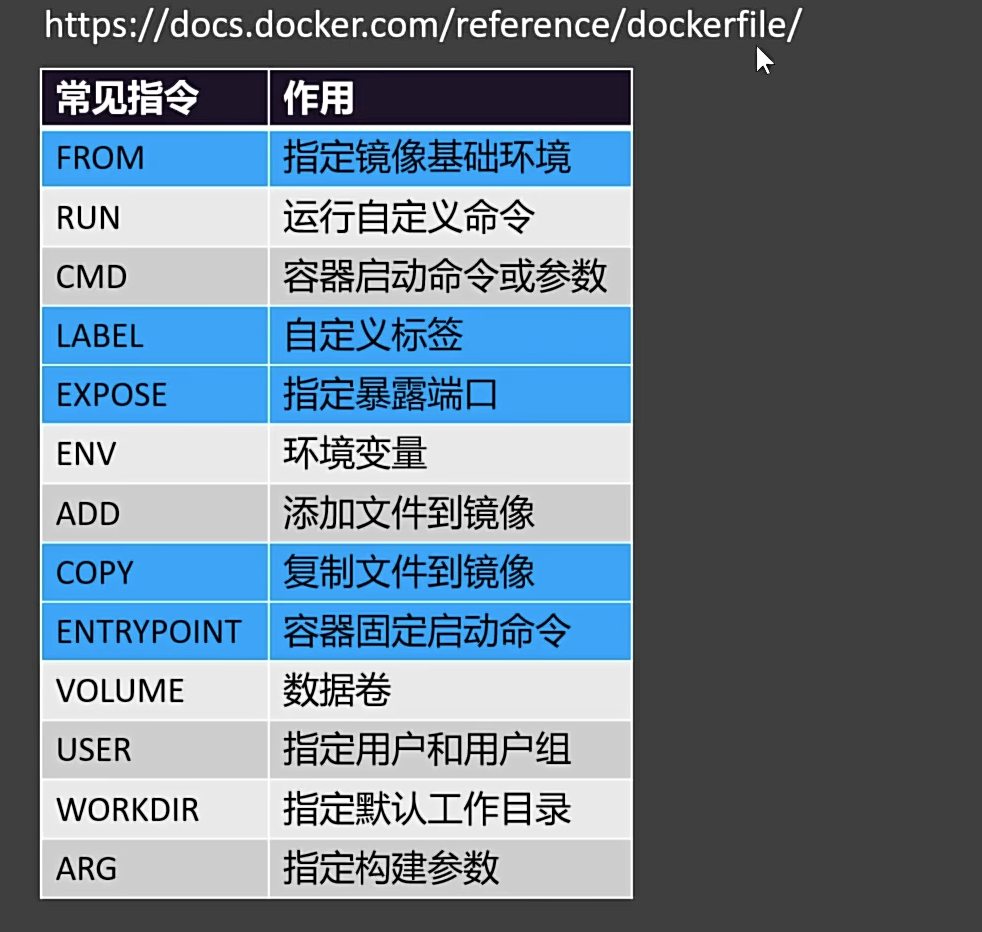 https://docs.docker.com/reference/dockerfile/
常见指令 作用
FROM 指定镜像基础环境
RUN 运行自定义命令
CMD 容器启动命令或参数
LABEL 自定义标签
EXPOSE 指定暴露端口
ENV 环境变量
ADD 添加文件到镜像
COPY 复制文件到镜像
ENTRYPOINT 容器固定启动命令
VOLUME 数据卷
USER 指定用户和用户组
WORKDIR 指定默认工作目录
ARG 指定构建参数